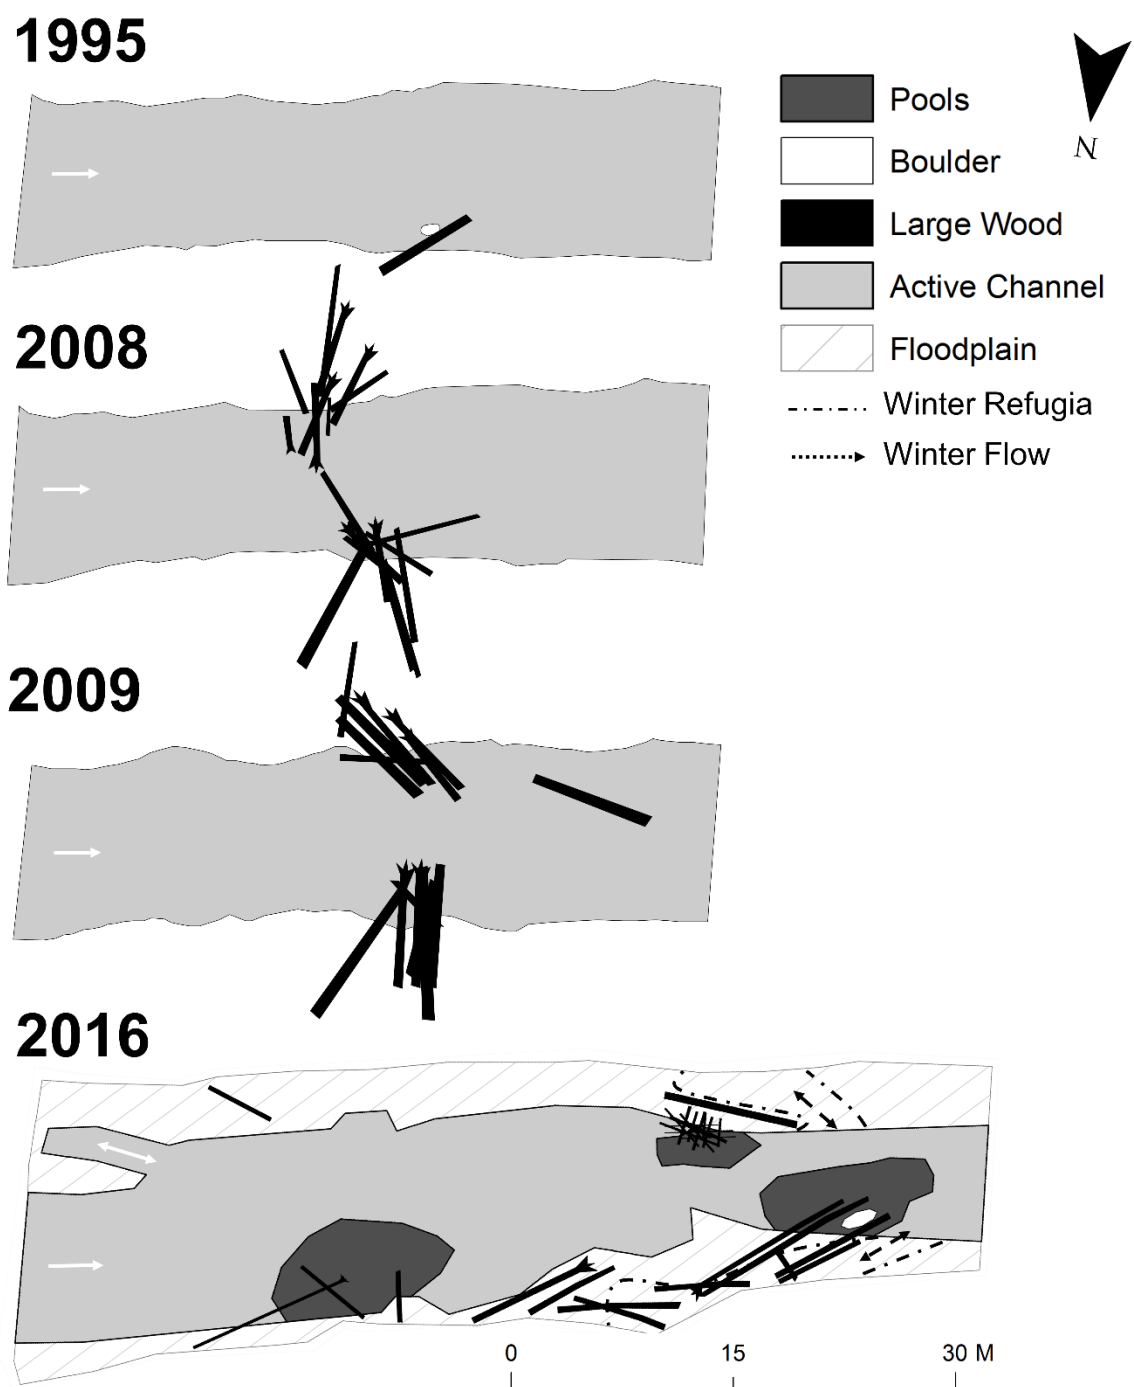 1995
Pools
Boulder
Large Wood
Active Channel
Floodplain
Winter Refugia
Winter Flow
N
2008
2009
2016
0 15 30 M